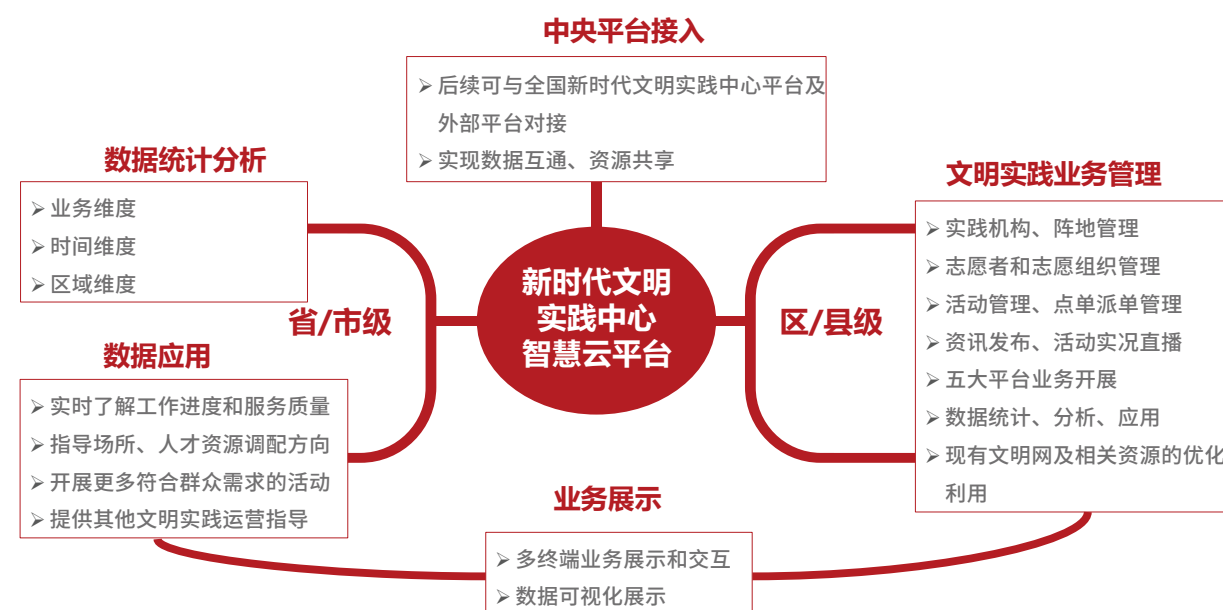 中央平台接入
➢ 后续可与全国新时代文明实践中心平台及
外部平台对接
➢ 实现数据互通、资源共享
数据统计分析
➢ 业务维度
➢ 时间维度
➢ 区域维度
省/市级
数据应用
➢ 实时了解工作进度和服务质量
➢ 指导场所、人才资源调配方向
➢ 开展更多符合群众需求的活动
➢ 提供其他文明实践运营指导
新时代文明
实践中心
智慧云平台
区/县级
文明实践业务管理
➢ 实践机构、阵地管理
➢ 志愿者和志愿组织管理
➢ 活动管理、点单派单管理
➢ 资讯发布、活动实况直播
➢ 五大平台业务开展
➢ 数据统计、分析、应用
➢ 现有文明网及相关资源的优化
利用
业务展示
➢ 多终端业务展示和交互
➢ 数据可视化展示